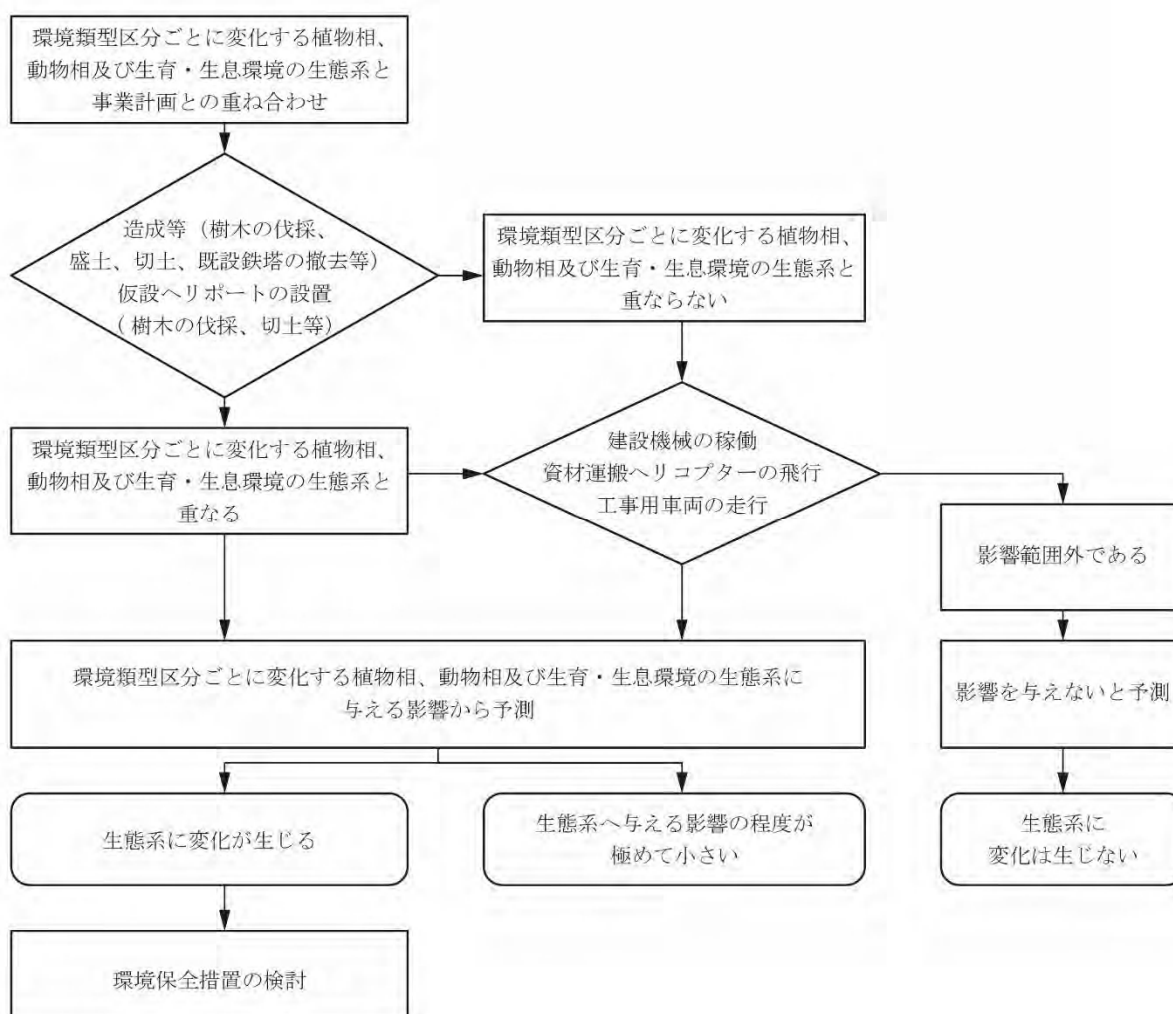 環境類型区分ごとに変化する植物相、
動物相及び生育・生息環境の生態系と
事業計画との重ね合わせ
造成等（樹木の伐採、
盛土、切土、既設鉄塔の撤去等）
仮設ヘリポートの設置
（樹木の伐採、切土等）
環境類型区分ごとに変化する植物相、
動物相及び生育・生息環境の生態系と
重ならない
環境類型区分ごとに変化する植物相、
動物相及び生育・生息環境の生態系と
重なる
建設機械の稼働
資材運搬ヘリコプターの飛行
工事用車両の走行
影響範囲外である
環境類型区分ごとに変化する植物相、動物相及び生育・生息環境の生態系に
与える影響から予測
影響を与えないと予測
生態系に変化が生じる
生態系へ与える影響の程度が
極めて小さい
生態系に
変化は生じない
環境保全措置の検討